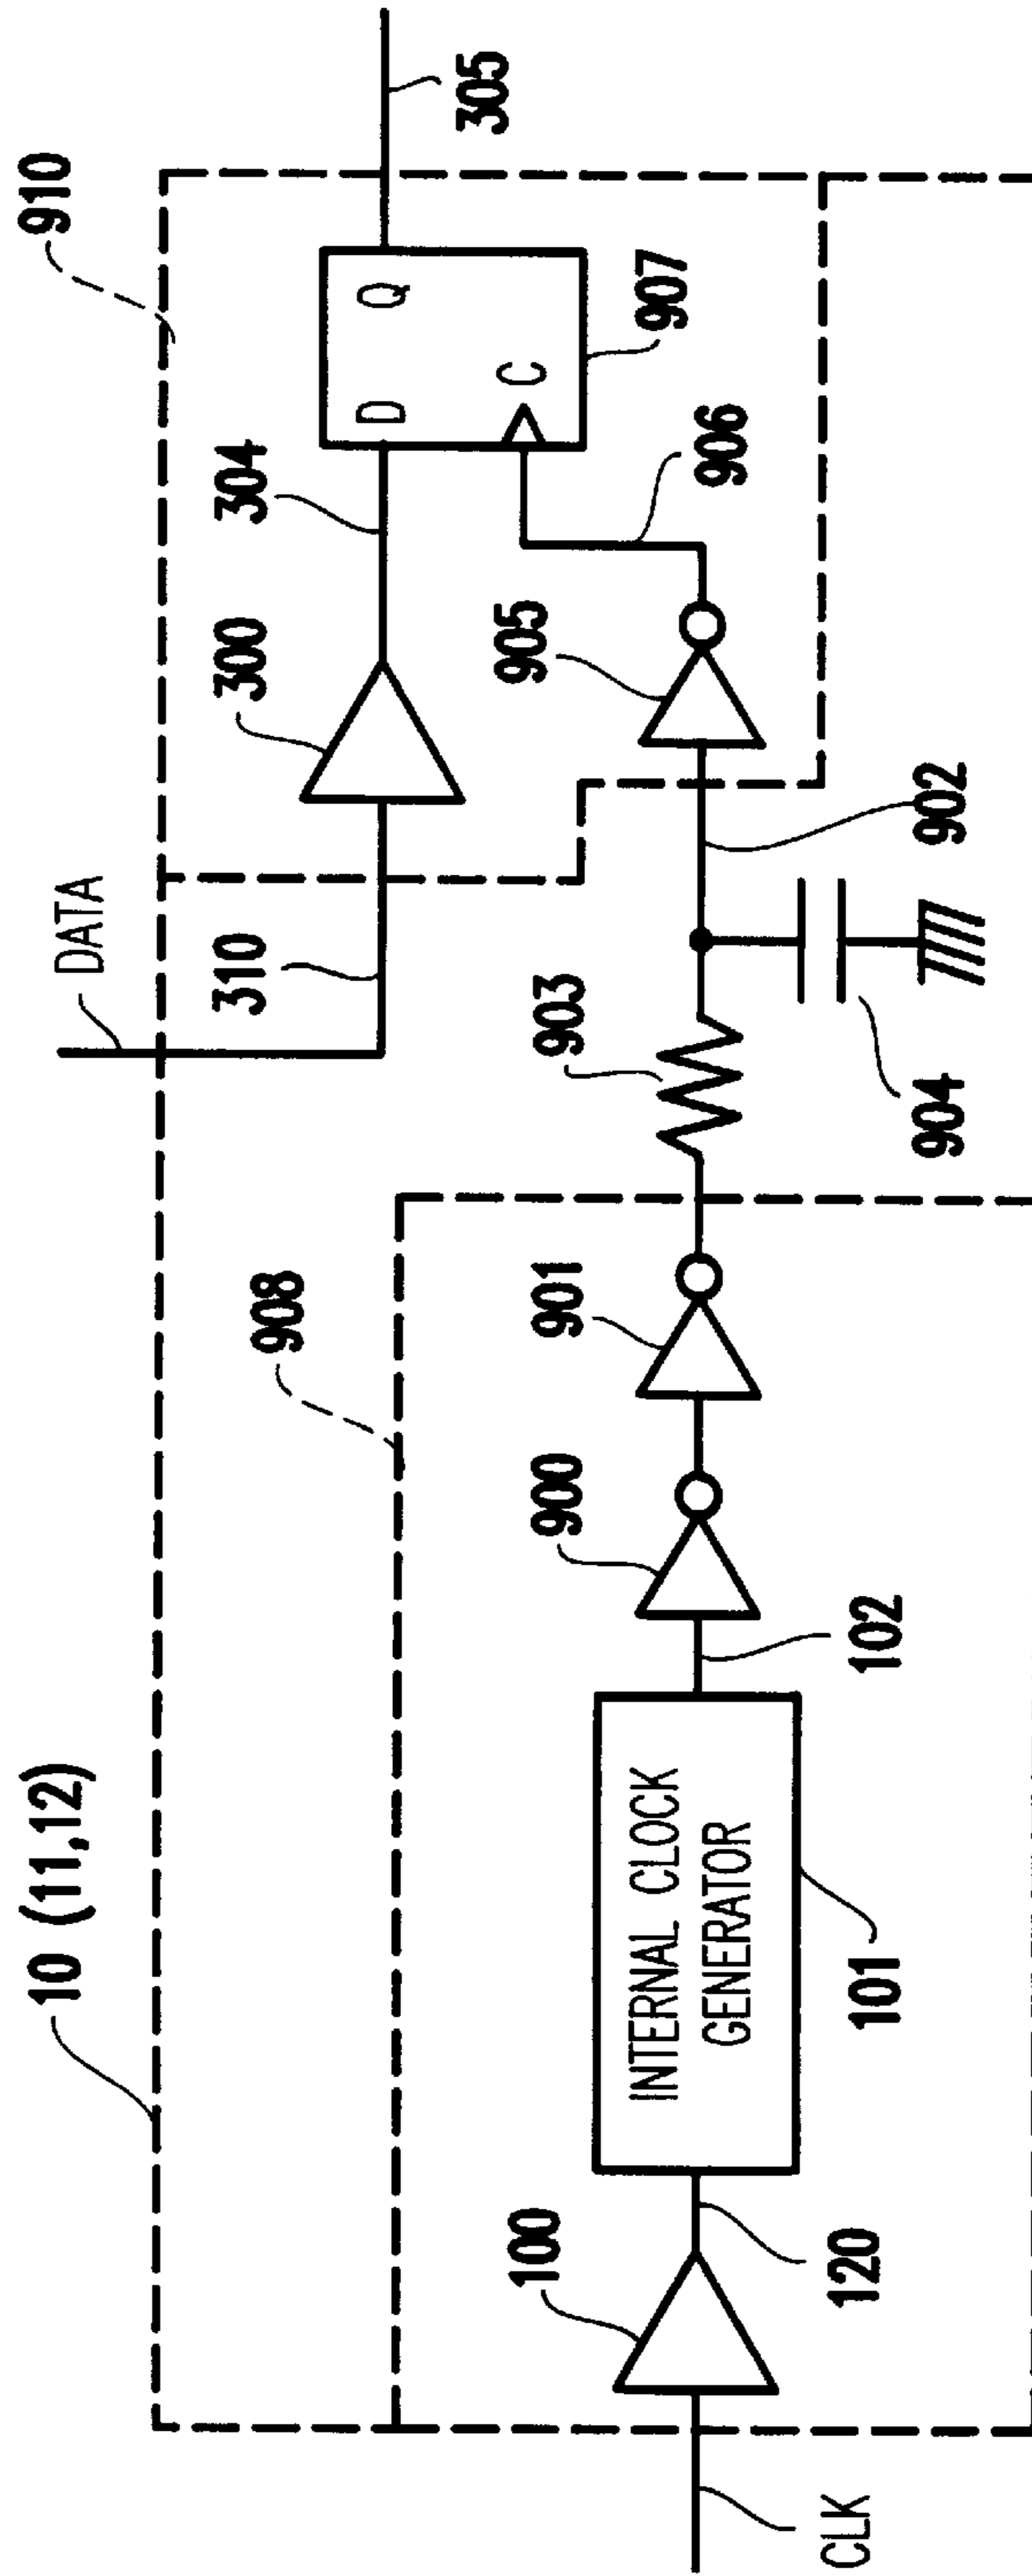 10 (11,12)
910
DATA
908
310
300
304
D
Q
C
305
907
906
905
902
903
904
901
900
102
INTERNAL CLOCK
GENERATOR
101
100
120
CLK